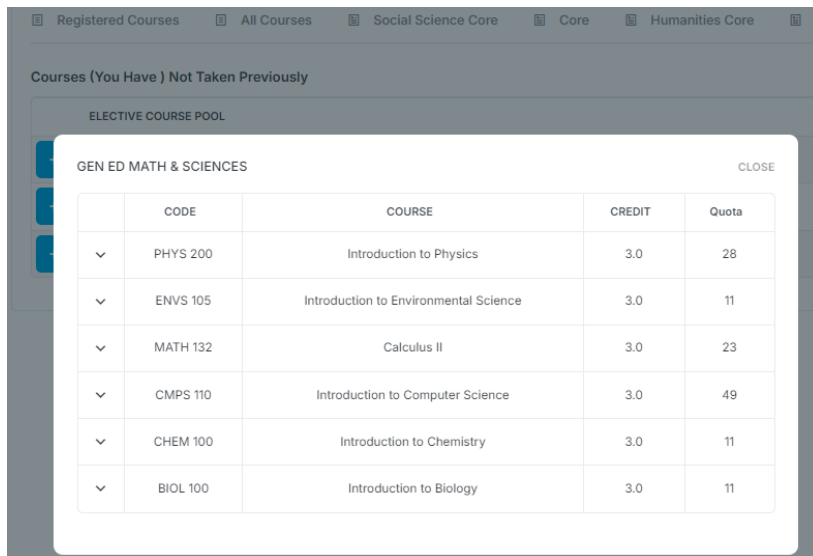 Registered Courses All Courses Social Science Core Core Humanities Core
Courses (You Have ) Not Taken Previously
ELECTIVE COURSE POOL
GEN ED MATH & SCIENCES CLOSE
CODE COURSE CREDIT Quota
PHYS 200 Introduction to Physics 3.0 28
ENVS 105 Introduction to Environmental Science 3.0 11
MATH 132 Calculus II 3.0 23
CMPS 110 Introduction to Computer Science 3.0 49
CHEM 100 Introduction to Chemistry 3.0 11
BIOL 100 Introduction to Biology 3.0 11